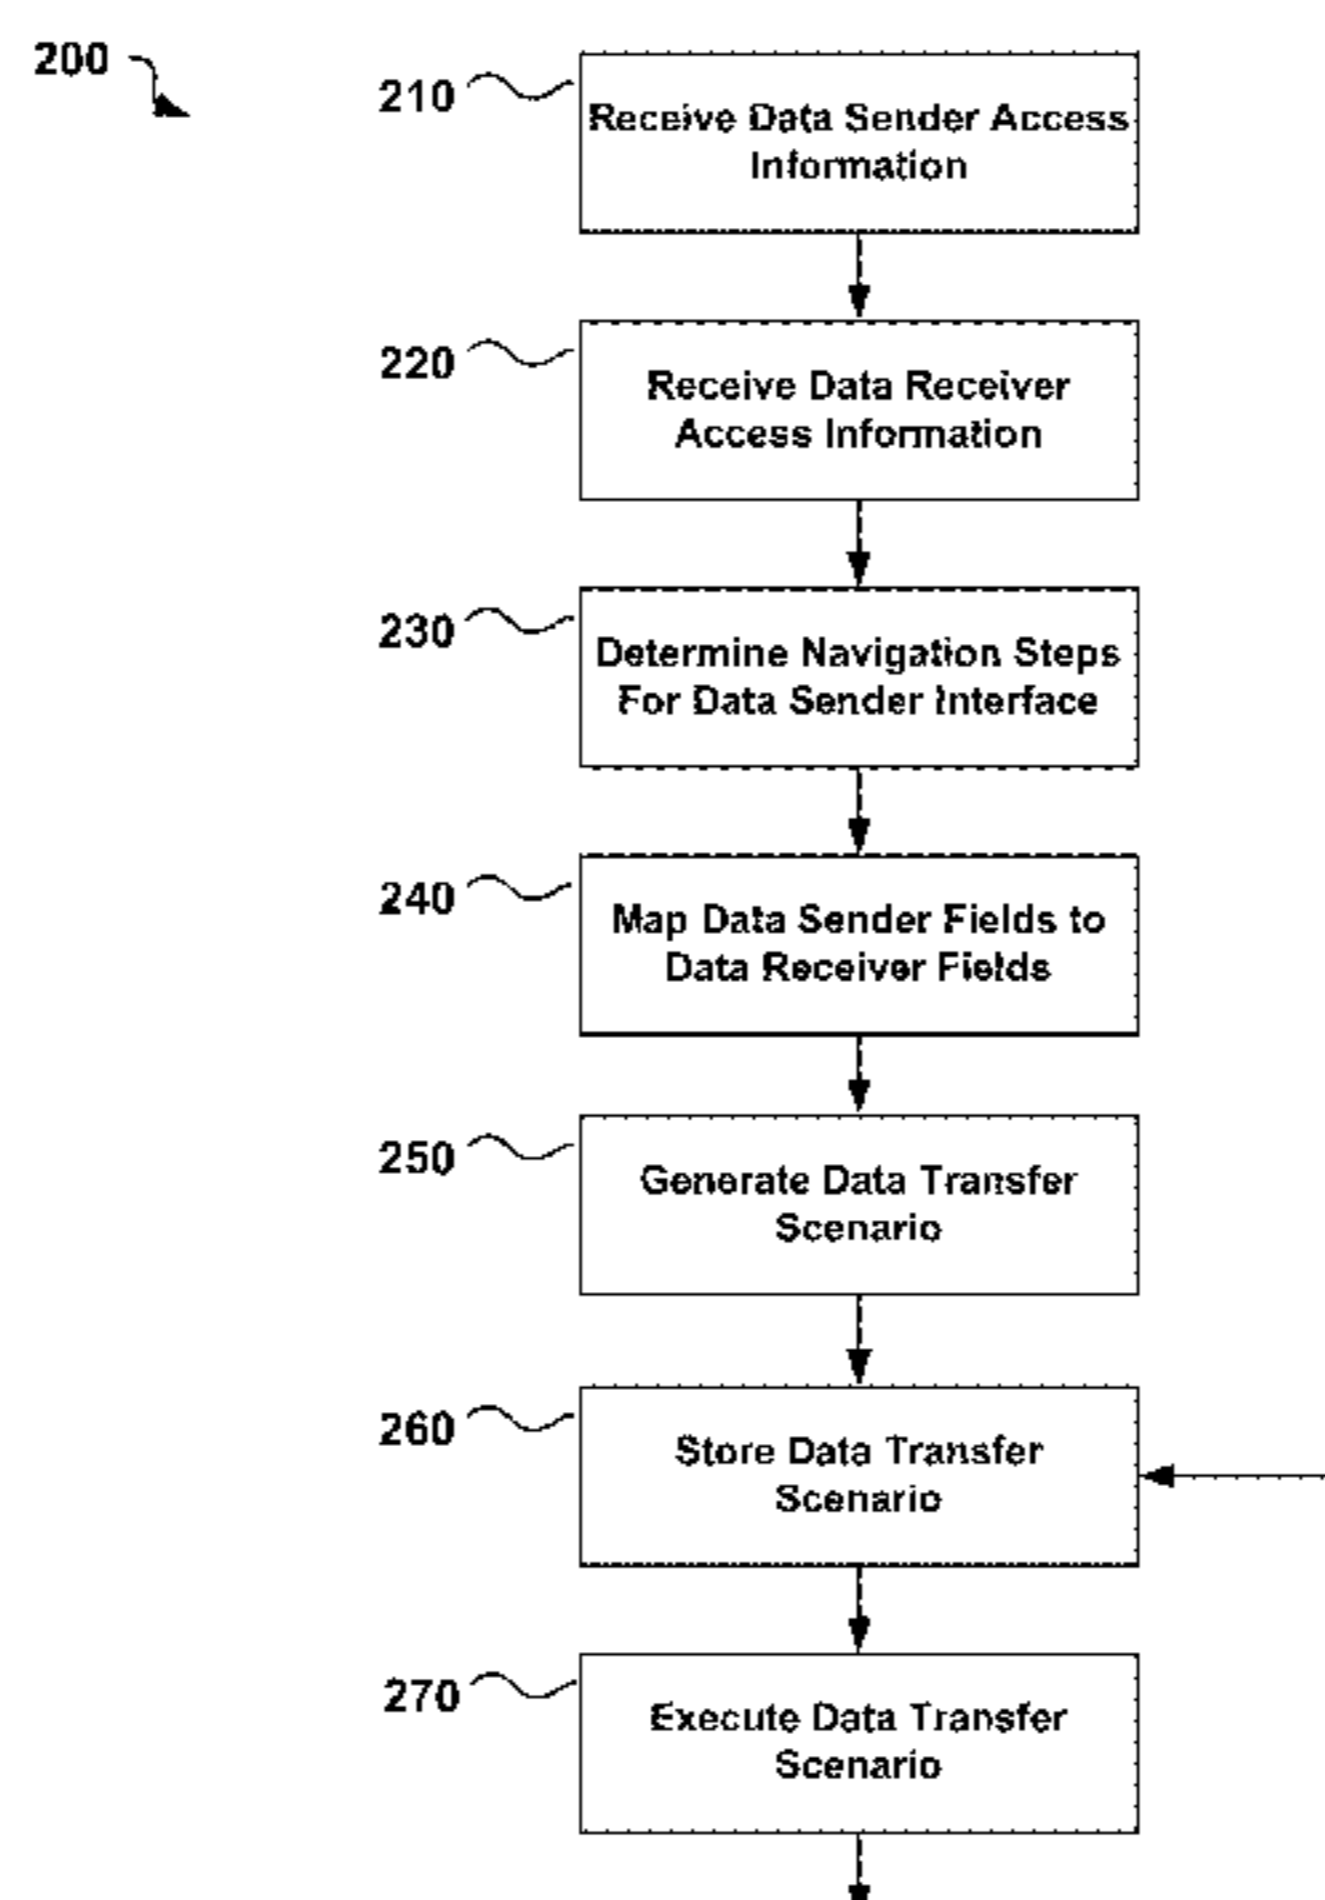 200
210
Receive Data Sender Access
Information
220
Receive Data Receiver
Access Information
230
Determine Navigation Steps
For Data Sender Interface
240
Map Data Sender Fields to
Data Receiver Fields
250
Generate Data Transfer
Scenario
260
Store Data Transfer
Scenario
270
Execute Data Transfer
Scenario